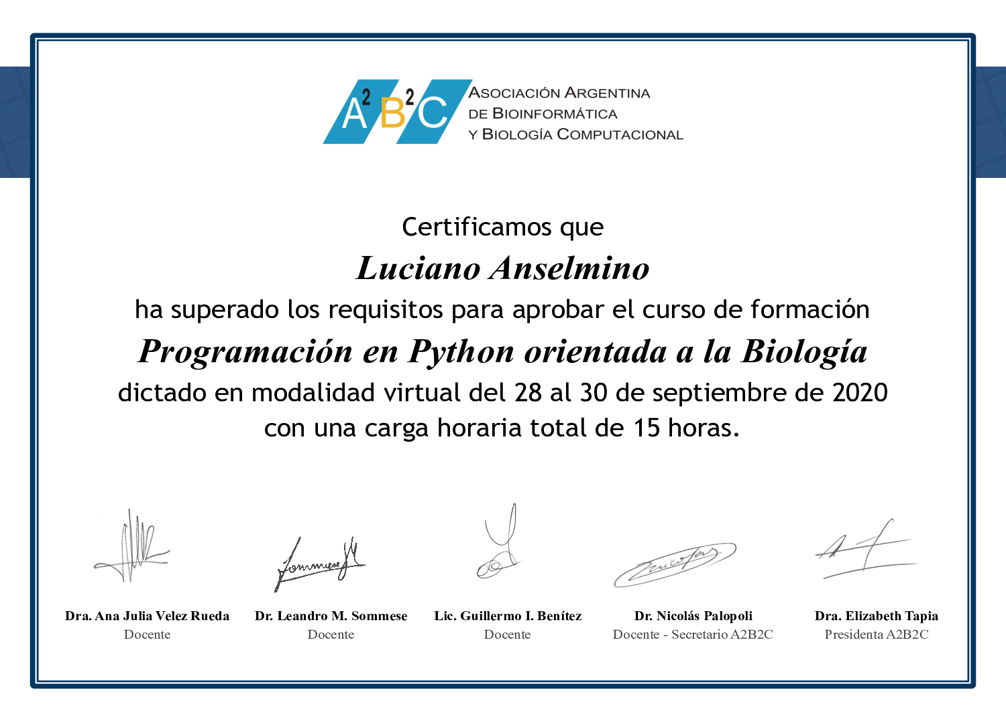 A²B²C
ASOCIACIÓN ARGENTINA
DE BIOINFORMÁTICA
Y BIOLOGÍA COMPUTACIONAL
Certificamos que
Luciano Anselmino
ha superado los requisitos para aprobar el curso de formación
Programación en Python orientada a la Biología
dictado en modalidad virtual del 28 al 30 de septiembre de 2020
con una carga horaria total de 15 horas.
Dra. Ana Julia Velez Rueda
Docente
Dr. Leandro M. Sommese
Docente
Lic. Guillermo I. Benítez
Docente
Dr. Nicolás Palopoli
Docente - Secretario A2B2C
Dra. Elizabeth Tapia
Presidenta A2B2C